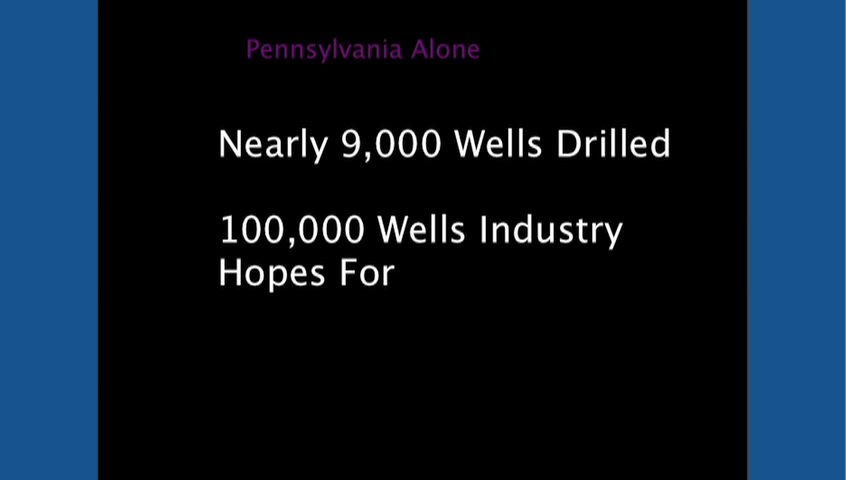 Pennsylvania Alone
Nearly 9,000 Wells Drilled
100,000 Wells Industry
Hopes For